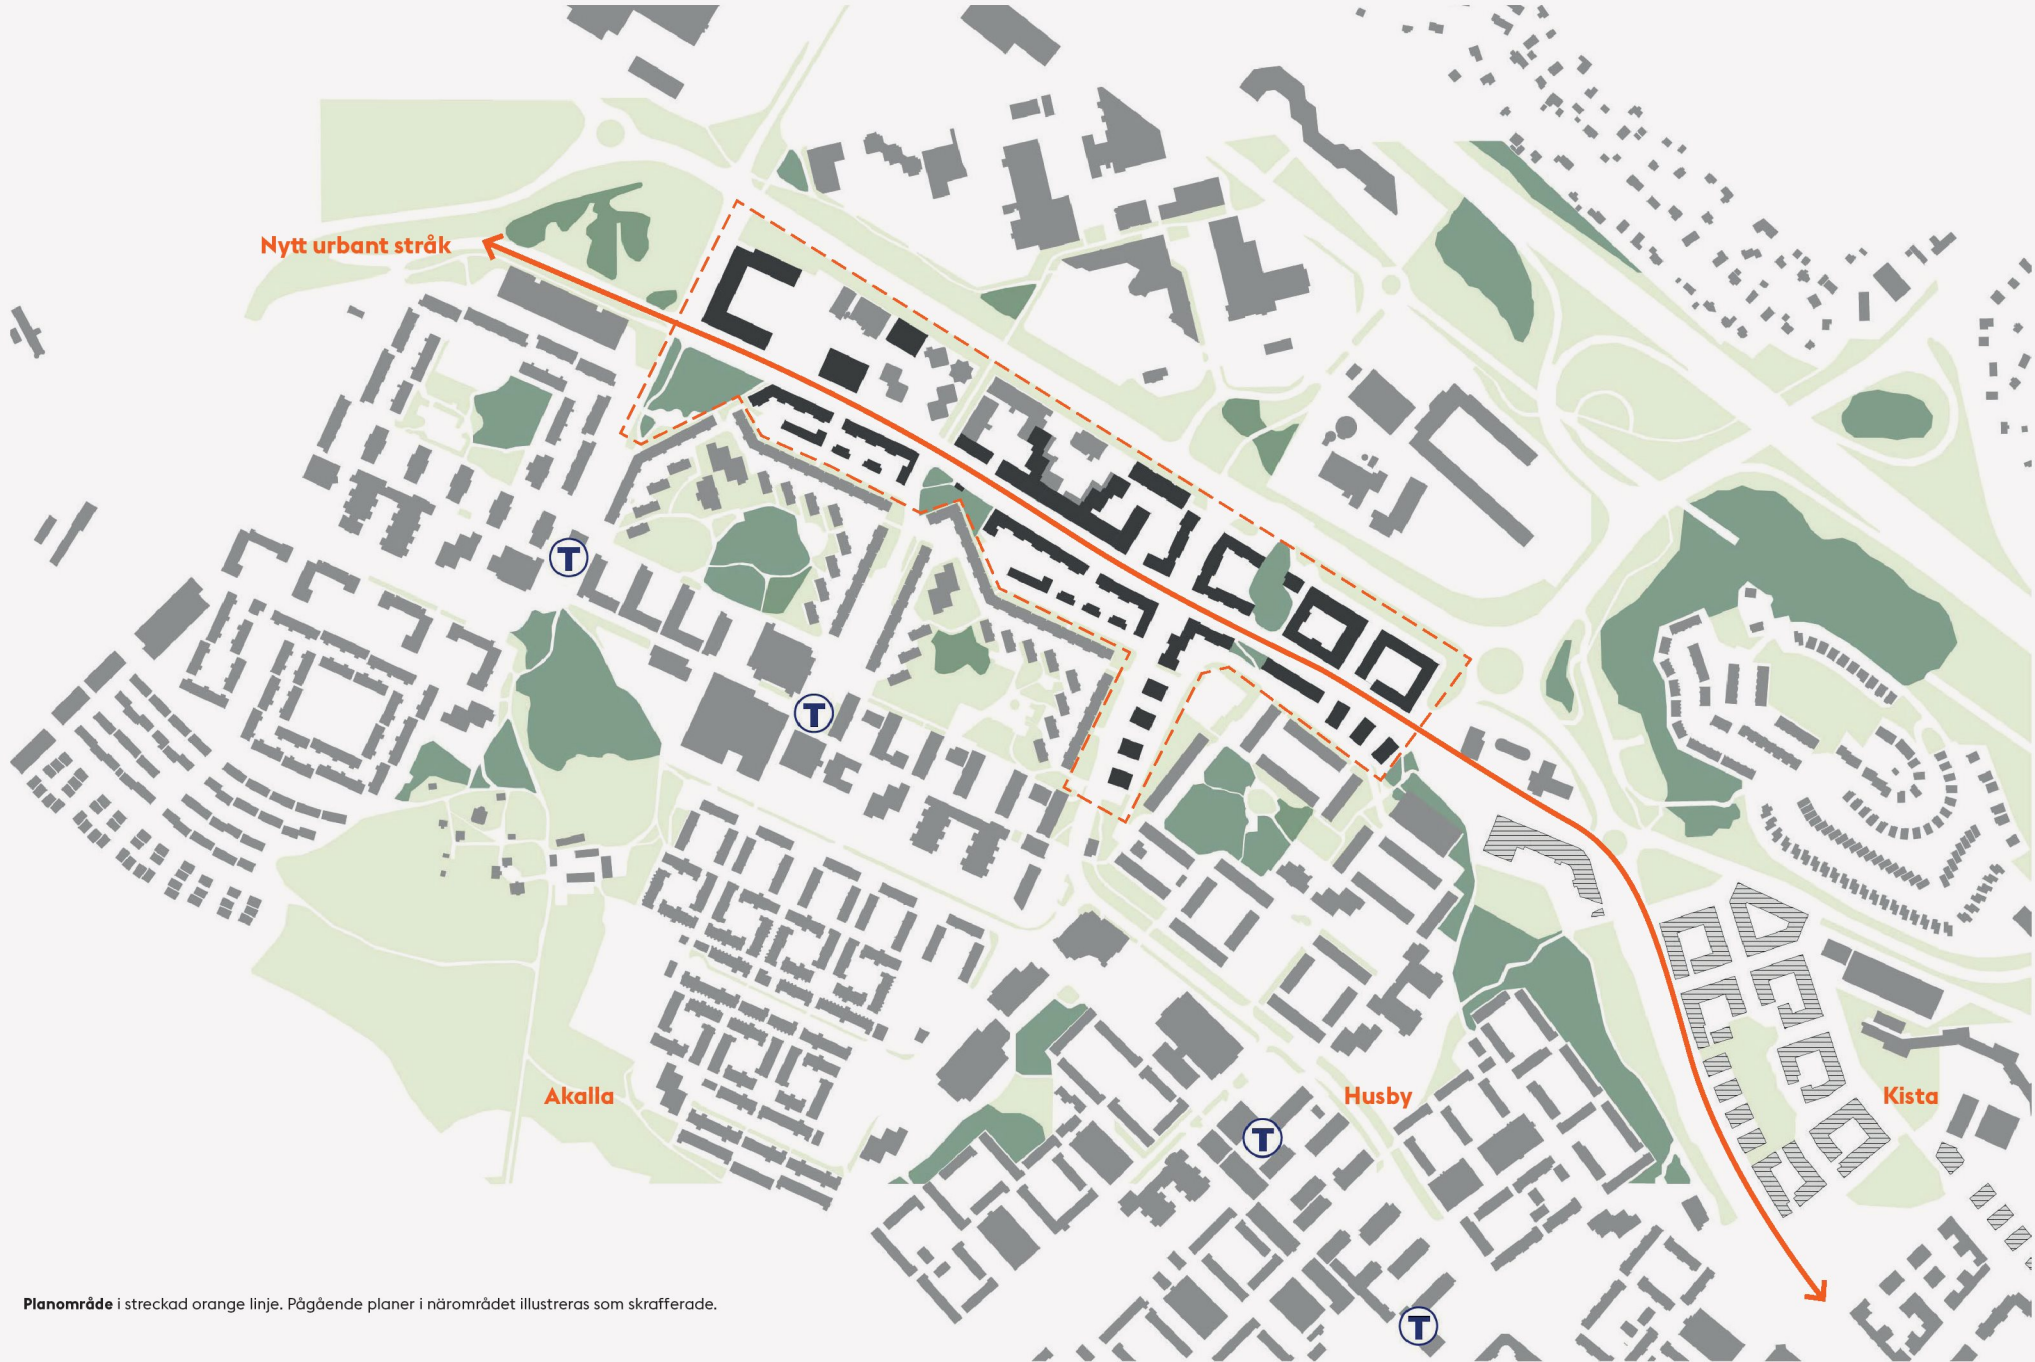 Nytt urbant stråk
T
T
Akalla
Husby
Kista
T
Planområde i streckad orange linje. Pågående planer i närområdet illustreras som skrafferade.
T